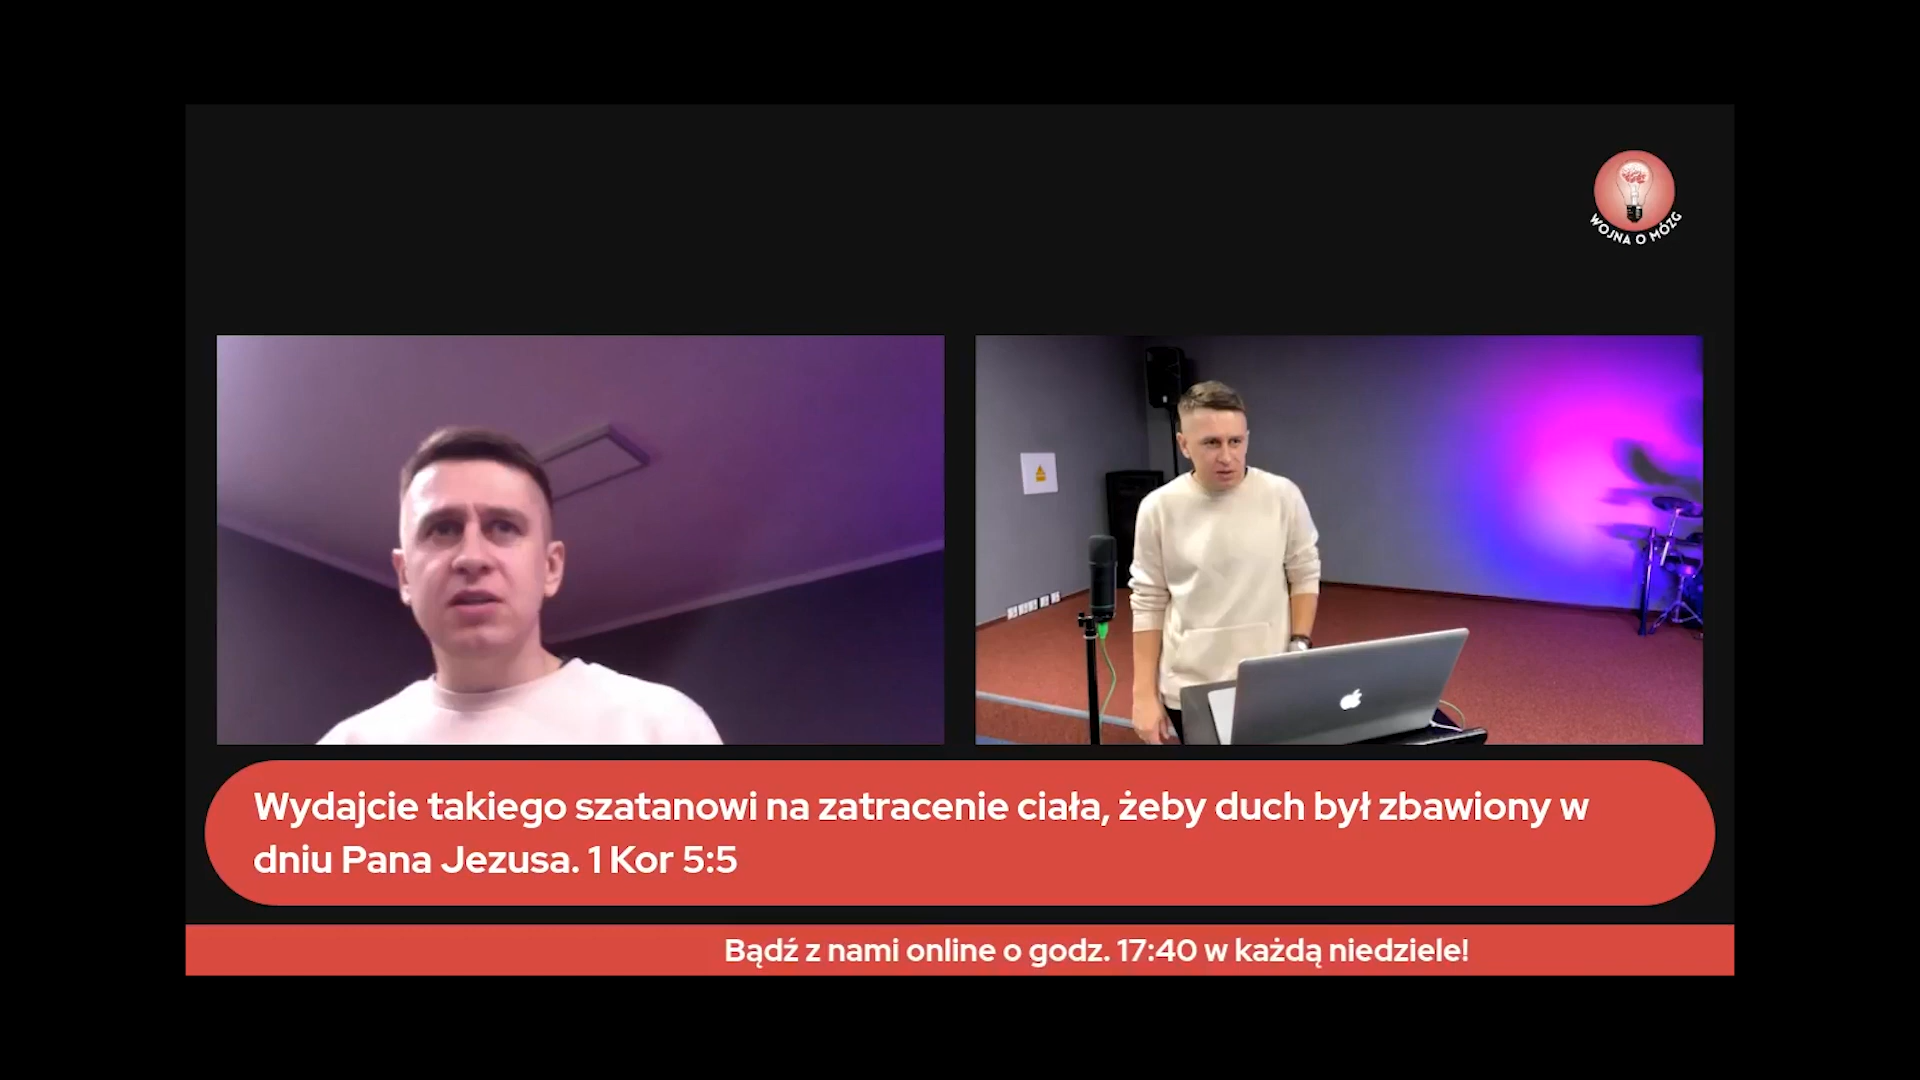 WOJNA O MÓZG
Wydajcie takiego szatanowi na zatracenie ciała, żeby duch był zbawiony w
dniu Pana Jezusa. 1 Kor 5:5
Bądź z nami online o godz. 17:40 w każdą niedziele!